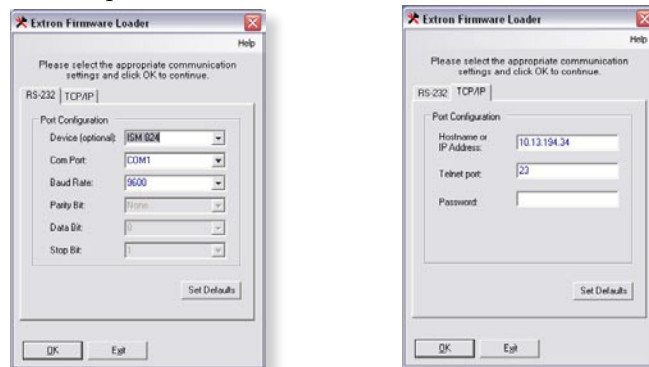 Extron Firmware Loader
Help
Please select the appropriate communication
settings and click OK to continue.
RS-232 TCP/IP
Port Configuration
Device (optional): ISM 824
Com Port: COM1
Baud Rate: 9600
Parity Bit: None
Data Bit: 8
Stop Bit: 1
Set Defaults
OK Exit
Extron Firmware Loader
Help
Please select the appropriate communication
settings and click OK to continue.
RS-232 TCP/IP
Port Configuration
Hostname or
IP Address: 10.13.194.34
Telnet port: 23
Password:
Set Defaults
OK Exit